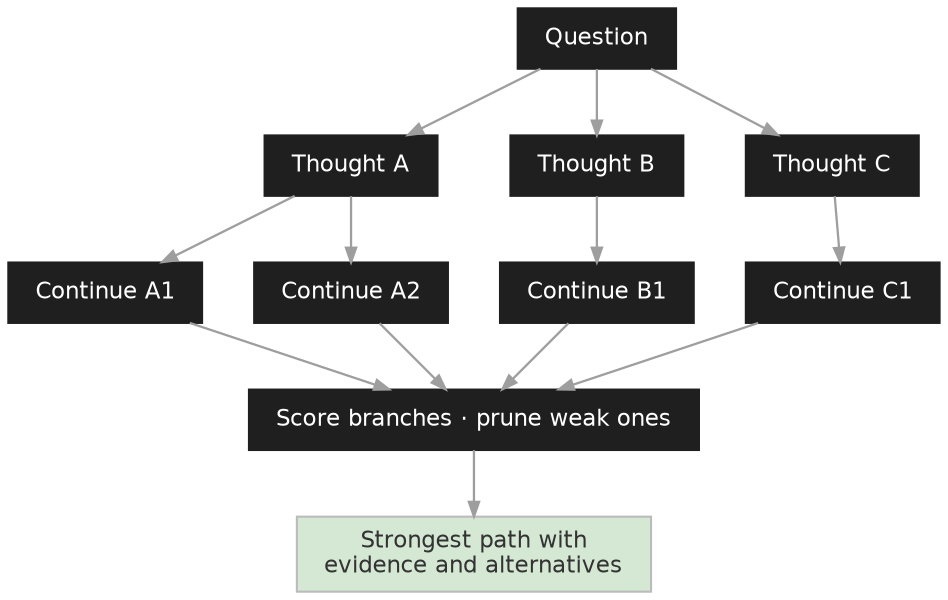 Question
Thought A
Thought B
Thought C
Continue A1
Continue A2
Continue B1
Continue C1
Score branches · prune weak ones
Strongest path with
evidence and alternatives